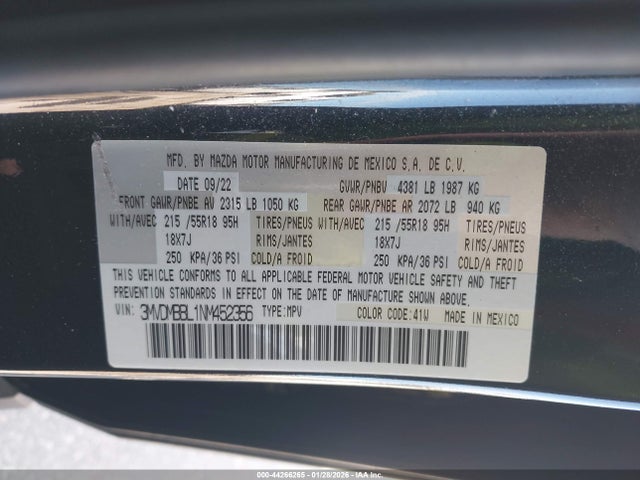 MFD. BY MAZDA MOTOR MANUFACTURING DE MEXICO S.A. DE C.V.
DATE 09/22 GVWR/PNBV 4381 LB 1987 KG
FRONT GAWR/PNBE AV 2315 LB 1050 KG REAR GAWR/PNBE AR 2072 LB 940 KG
WITH/AVEC 215 /55R18 95H TIRES/PNEUS WITH/AVEC 215 /55R18 95H TIRES/PNEUS
18X7J RIMS/JANTES 18X7J RIMS/JANTES
250 KPA/36 PSI COLD/A FROID 250 KPA/36 PSI COLD/A FROID
THIS VEHICLE CONFORMS TO ALL APPLICABLE FEDERAL MOTOR VEHICLE SAFETY AND THEFT
PREVENTION STANDARDS IN EFFECT ON THE DATE OF MANUFACTURE SHOWN ABOVE.
VIN: 3MVDMBBL1NM452356 TYPE:MPV COLOR CODE:41W MADE IN MEXICO
000-44266265 - 01/28/2026 - IAA Inc.